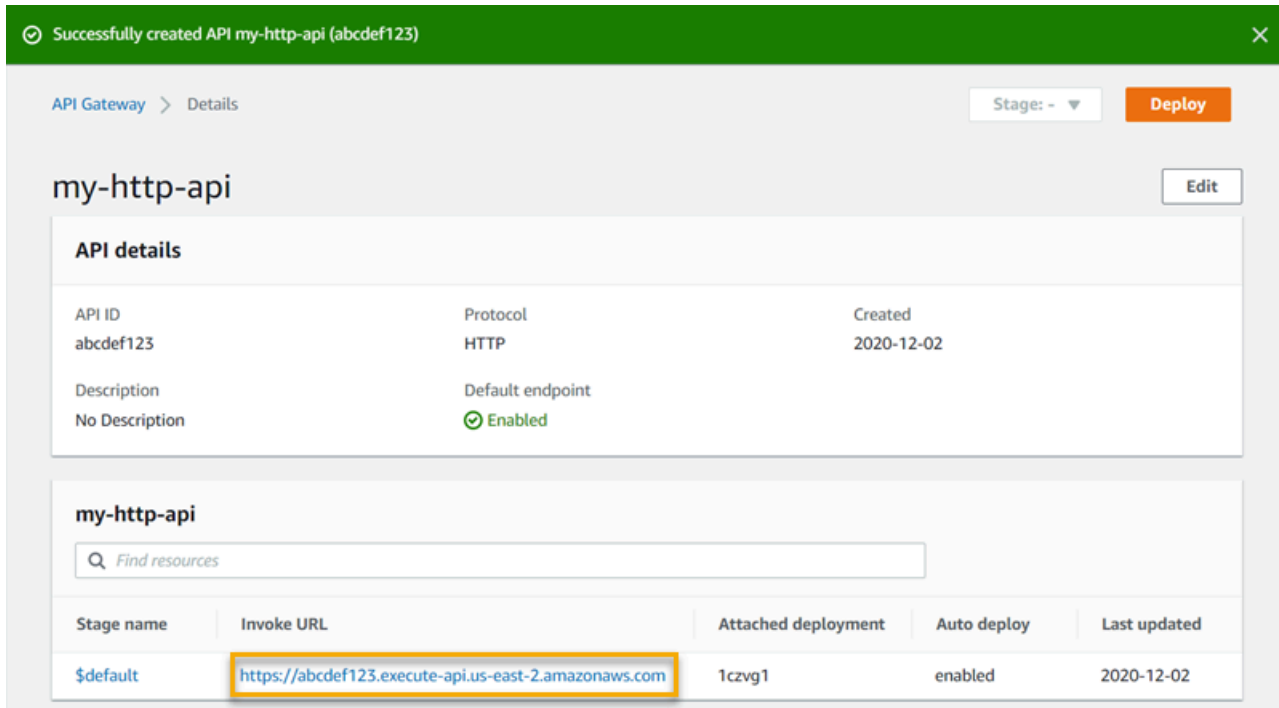 Successfully created API my-http-api (abcdef123)
API Gateway > Details
Stage: -
Deploy
my-http-api
Edit
API details
API ID
Protocol
Created
abcdef123
HTTP
2020-12-02
Description
Default endpoint
No Description
Enabled
my-http-api
Find resources
Stage name
Invoke URL
Attached deployment
Auto deploy
Last updated
$default
https://abcdef123.execute-api.us-east-2.amazonaws.com
1czvg1
enabled
2020-12-02